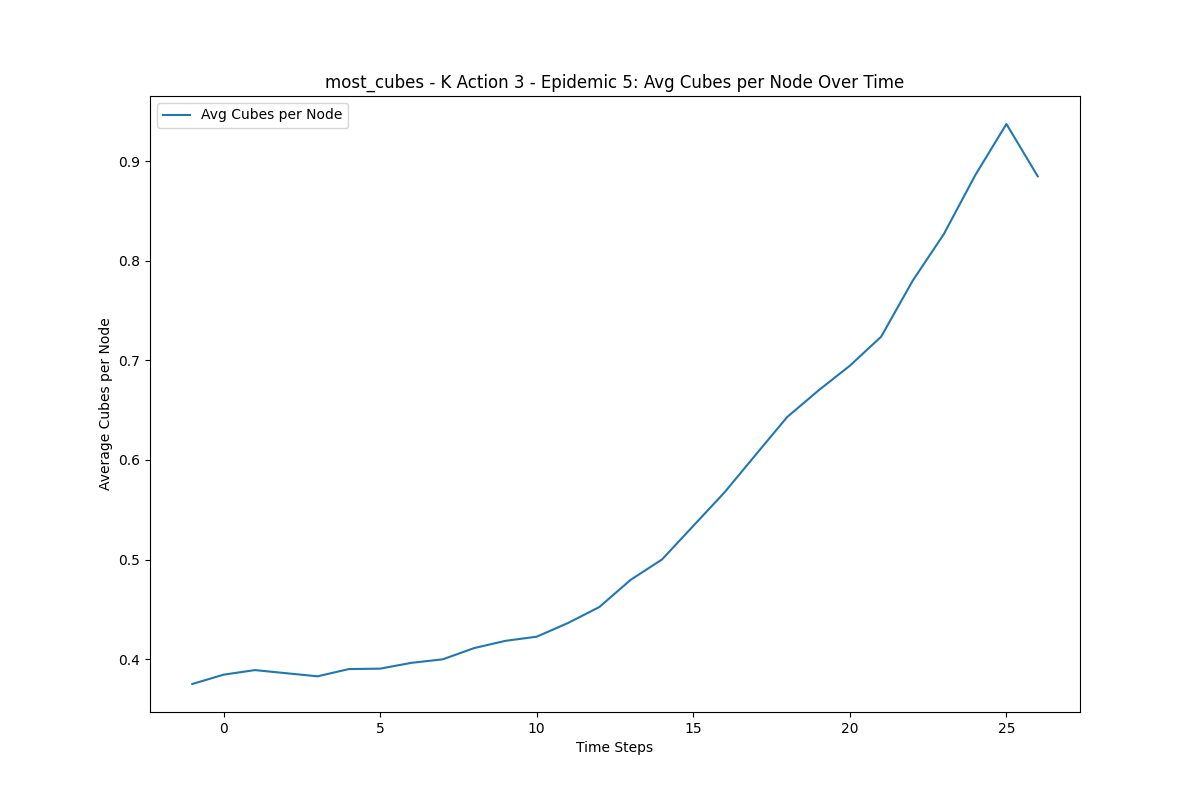 most_cubes - K Action 3 - Epidemic 5: Avg Cubes per Node Over Time
Avg Cubes per Node
Average Cubes per Node
0.9
0.8
0.7
0.6
0.5
0.4
0 5 10 15 20 25
Time Steps